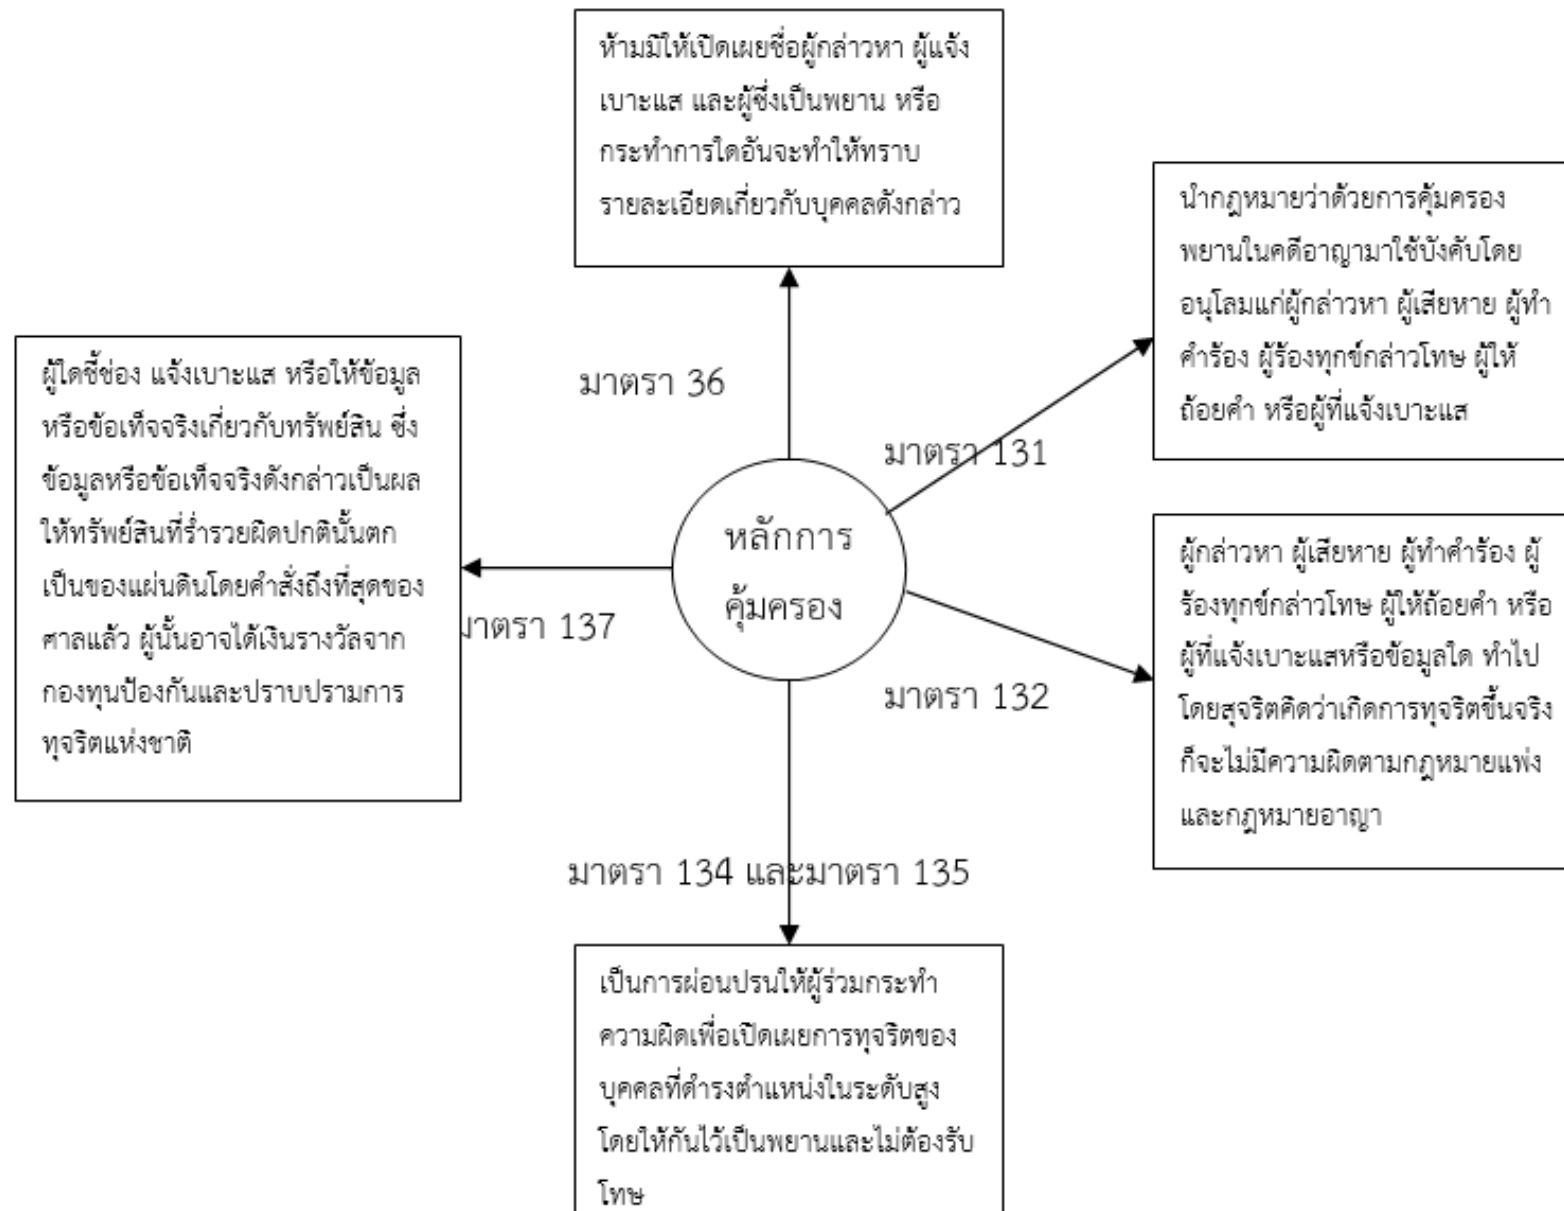 ห้ามมิให้เปิดเผยชื่อผู้กล่าวหา ผู้แจ้ง
เบาะแส และผู้ซึ่งเป็นพยาน หรือ
กระทำการใดอันจะทำให้ทราบ
รายละเอียดเกี่ยวกับบุคคลดังกล่าว
นำกฎหมายว่าด้วยการคุ้มครอง
พยานในคดีอาญามาใช้บังคับโดย
อนุโลมแก่ผู้กล่าวหา ผู้เสียหาย ผู้ทำ
คำร้อง ผู้ร้องทุกข์กล่าวโทษ ผู้ให้
ถ้อยคำ หรือผู้ที่แจ้งเบาะแส
ผู้ใดชี้ช่อง แจ้งเบาะแส หรือให้ข้อมูล
หรือข้อเท็จจริงเกี่ยวกับทรัพย์สิน ซึ่ง
ข้อมูลหรือข้อเท็จจริงดังกล่าวเป็นผล
ให้ทรัพย์สินที่ร่ำรวยผิดปกตินั้นตก
เป็นของแผ่นดินโดยคำสั่งถึงที่สุดของ
ศาลแล้ว ผู้นั้นอาจได้เงินรางวัลจาก
กองทุนป้องกันและปราบปรามการ
ทุจริตแห่งชาติ
มาตรา 36
มาตรา 131
หลักการ
คุ้มครอง
มาตรา 137
มาตรา 132
ผู้กล่าวหา ผู้เสียหาย ผู้ทำคำร้อง ผู้
ร้องทุกข์กล่าวโทษ ผู้ให้ถ้อยคำ หรือ
ผู้ที่แจ้งเบาะแสหรือข้อมูลใด ทำไป
โดยสุจริตคิดว่าเกิดการทุจริตขึ้นจริง
ก็จะไม่มีความผิดตามกฎหมายแพ่ง
และกฎหมายอาญา
มาตรา 134 และมาตรา 135
เป็นการผ่อนปรนให้ผู้ร่วมกระทำ
ความผิดเพื่อเปิดเผยการทุจริตของ
บุคคลที่ดำรงตำแหน่งในระดับสูง
โดยให้กันไว้เป็นพยานและไม่ต้องรับ
โทษ